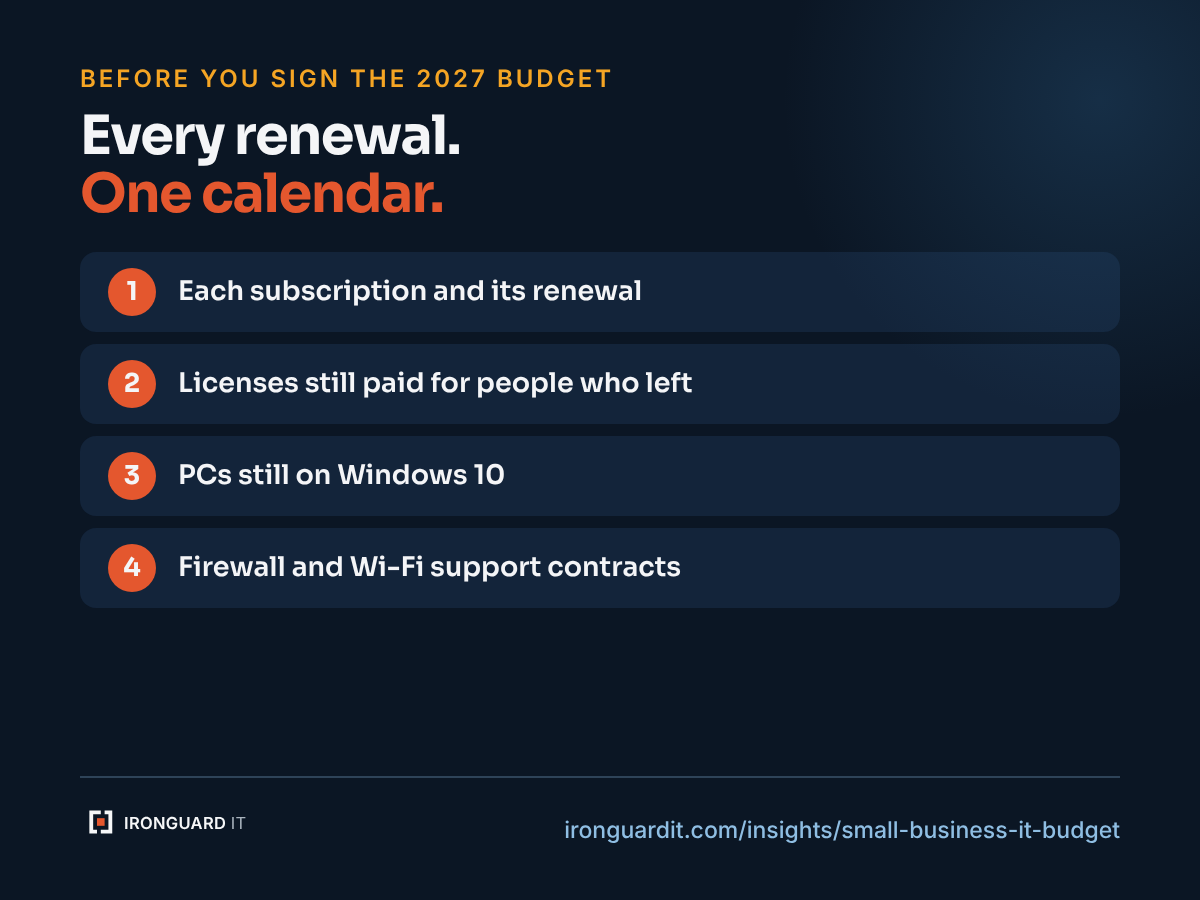 BEFORE YOU SIGN THE 2027 BUDGET
Every renewal.
One calendar.
1 Each subscription and its renewal
2 Licenses still paid for people who left
3 PCs still on Windows 10
4 Firewall and Wi-Fi support contracts
IRONGUARD IT
ironguardit.com/insights/small-business-it-budget